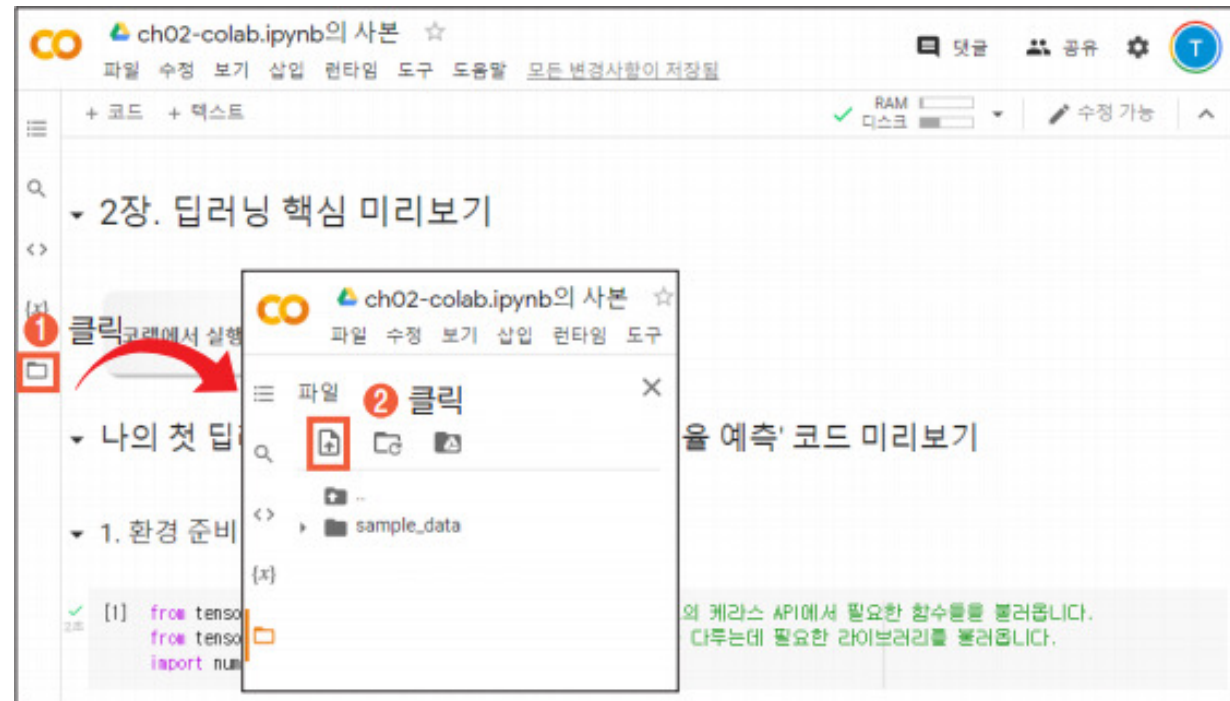 ch02-colab.ipynb의 사본
파일 수정 보기 삽입 런타임 도구 도움말 모든 변경사항이 저장됨
댓글 공유 T
+ 코드 + 텍스트
RAM
디스크
수정 가능
2장. 딥러닝 핵심 미리보기
{x}
1 클릭
코랩에서 실행
ch02-colab.ipynb의 사본
파일 수정 보기 삽입 런타임 도구
파일
2 클릭
..
sample_data
{x}
나의 첫 딥
율 예측' 코드 미리보기
1. 환경 준비
[1] from tenso
의 케라스 API에서 필요한 함수들을 불러옵니다.
from tenso
다루는데 필요한 라이브러리를 불러옵니다.
import num